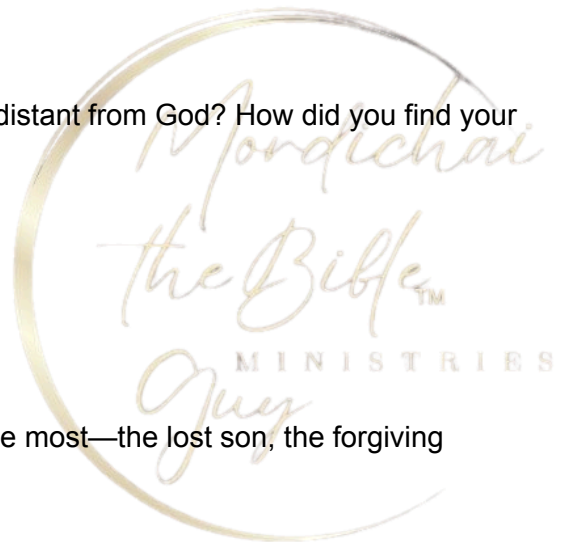 distant from God? How did you find your
Mordichai
the Bible
TM
MINISTRIES
Guy
e most—the lost son, the forgiving